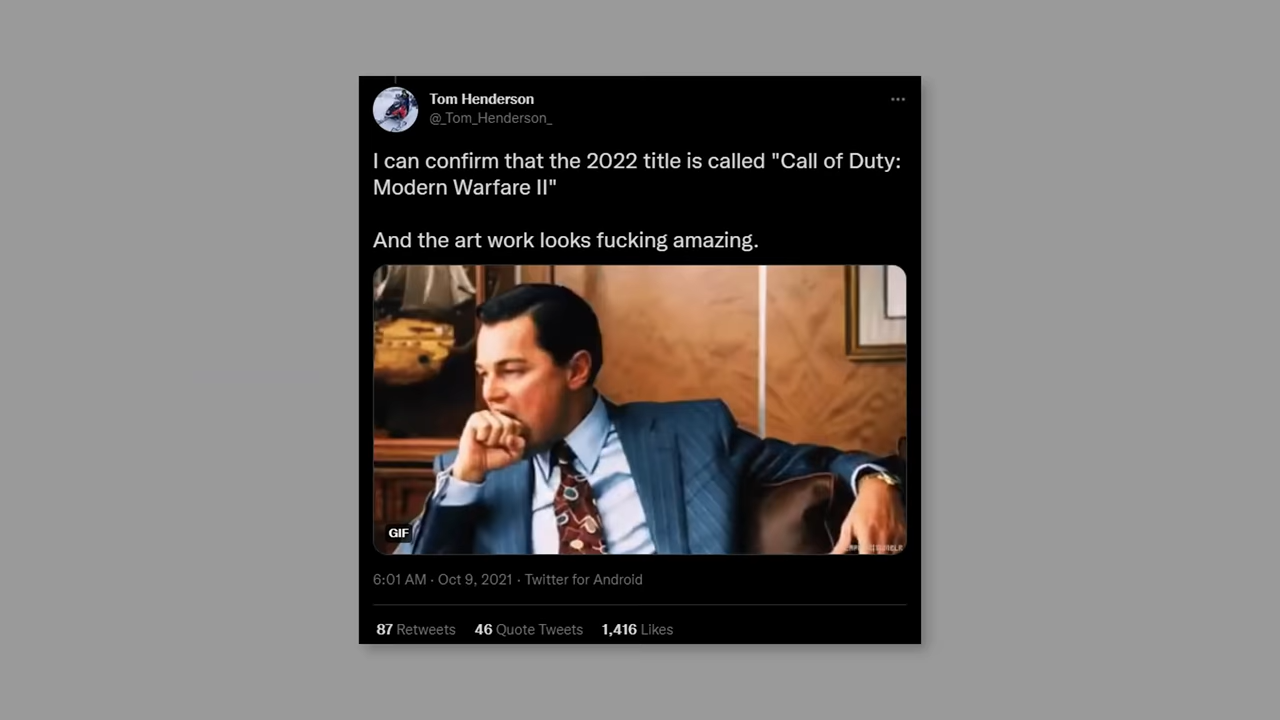 Tom Henderson
@_Tom_Henderson_
I can confirm that the 2022 title is called "Call of Duty:
Modern Warfare II"
And the art work looks fucking amazing.
GIF
6:01 AM · Oct 9, 2021 · Twitter for Android
87 Retweets 46 Quote Tweets 1,416 Likes